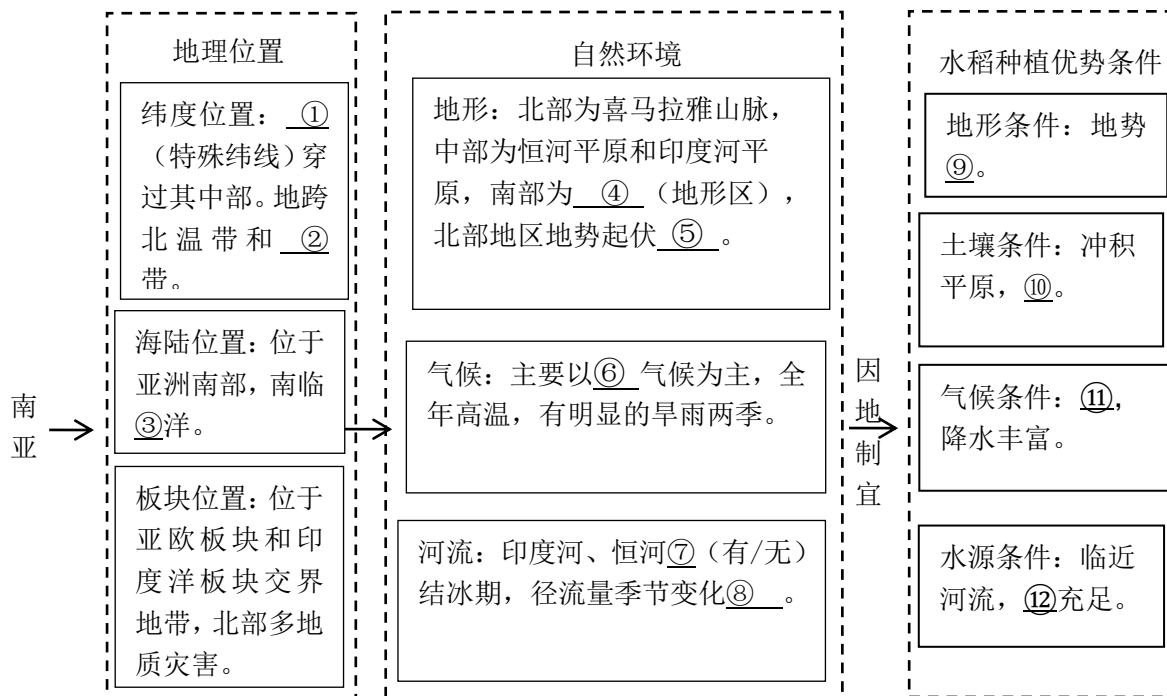 南
亚
地理位置
纬度位置：①
（特殊纬线）穿
过其中部。地跨
北温带和②
带。
海陆位置：位于
亚洲南部，南临
③洋。
板块位置：位于
亚欧板块和印
度洋板块交界
地带，北部多地
质灾害。
自然环境
地形：北部为喜马拉雅山脉，
中部为恒河平原和印度河平
原，南部为④（地形区），
北部地区地势起伏⑤。
气候：主要以⑥气候为主，全
年高温，有明显的旱雨两季。
河流：印度河、恒河⑦（有/无）
结冰期，径流量季节变化⑧。
因
地
制
宜
水稻种植优势条件
地形条件：地势
⑨。
土壤条件：冲积
平原，⑩。
气候条件：⑪，
降水丰富。
水源条件：临近
河流，⑫充足。